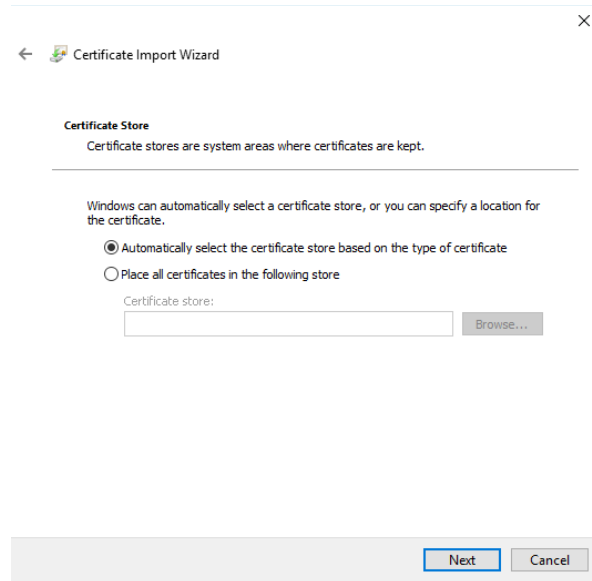 Certificate Import Wizard
Certificate Store
Certificate stores are system areas where certificates are kept.
Windows can automatically select a certificate store, or you can specify a location for
the certificate.
Automatically select the certificate store based on the type of certificate
Place all certificates in the following store
Certificate store:
Browse...
Next
Cancel